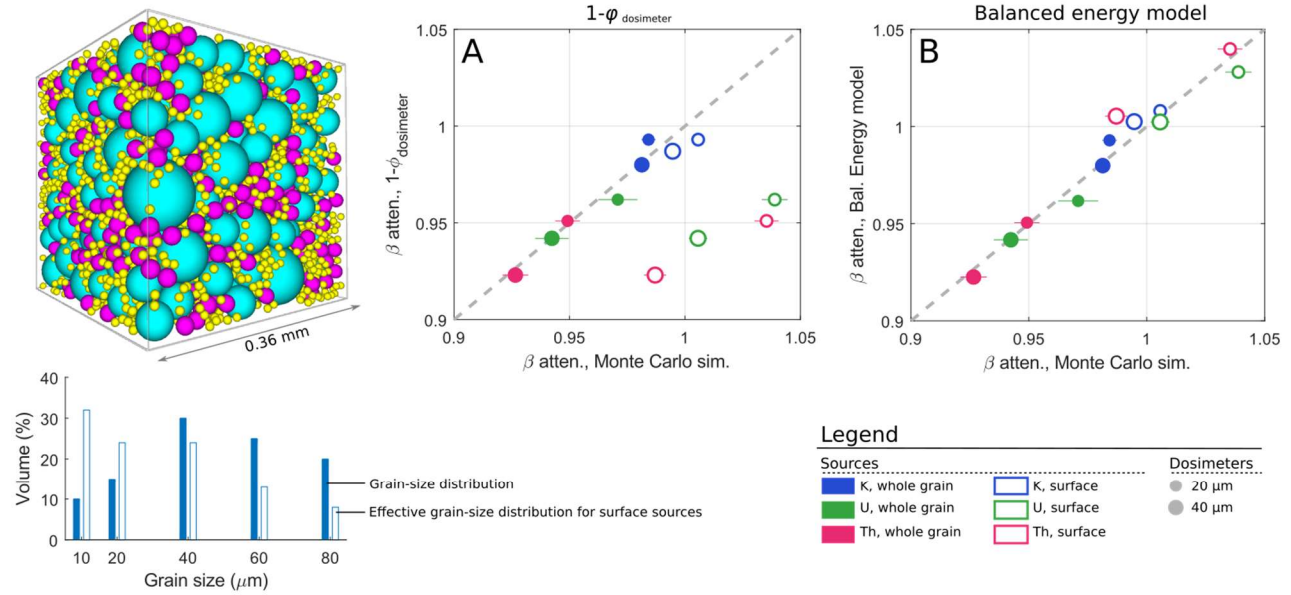 0.36 mm
1-φ dosimeter
A
β atten., 1-ϕdosimeter
1.05
1
0.95
0.9
0.9
0.95
1
1.05
β atten., Monte Carlo sim.
Balanced energy model
B
β atten., Bal. Energy model
1.05
1
0.95
0.9
0.9
0.95
1
1.05
β atten., Monte Carlo sim.
Volume (%)
40
30
20
10
0
10
20
40
60
80
Grain size (μm)
Grain-size distribution
Effective grain-size distribution for surface sources
Legend
Sources
Dosimeters
K, whole grain
K, surface
20 μm
U, whole grain
U, surface
40 μm
Th, whole grain
Th, surface